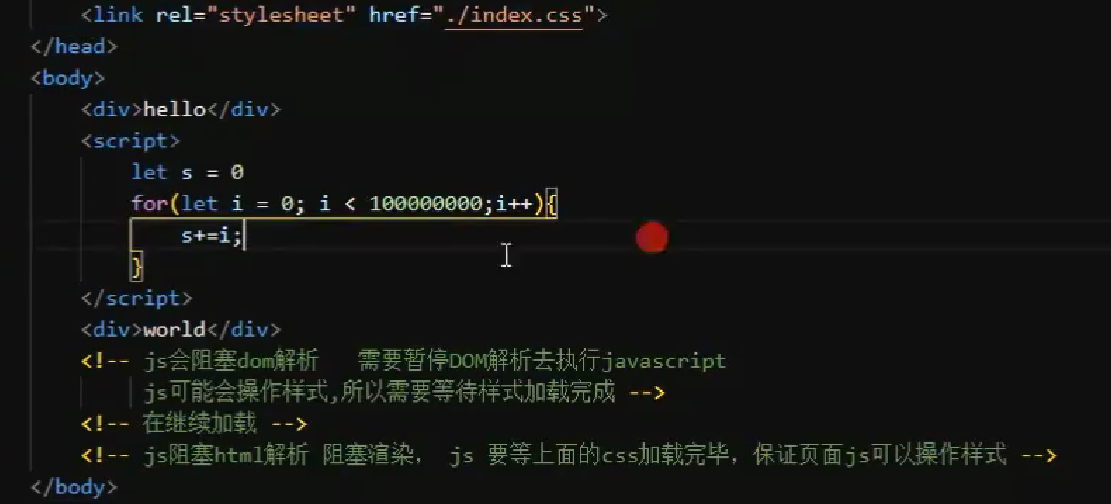 <link rel="stylesheet" href="./index.css">
</head>
<body>
<div>hello</div>
<script>
let s = 0
for(let i = 0; i < 100000000;i++){
s+=i;
}
</script>
<div>world</div>
<!-- js会阻塞dom解析   需要暂停DOM解析去执行javascript
js可能会操作样式,所以需要等待样式加载完成 -->
<!-- 在继续加载 -->
<!-- js阻塞html解析 阻塞渲染， js 要等上面的css加载完毕，保证页面js可以操作样式 -->
</body>